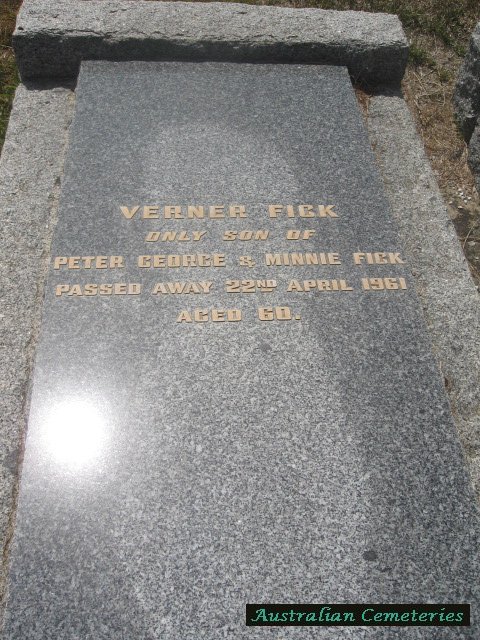 VERNER FICK
ONLY SON OF
PETER GEORGE & MINNIE FICK
PASSED AWAY 22ND APRIL 1961
AGED 60.
Australian Cemeteries